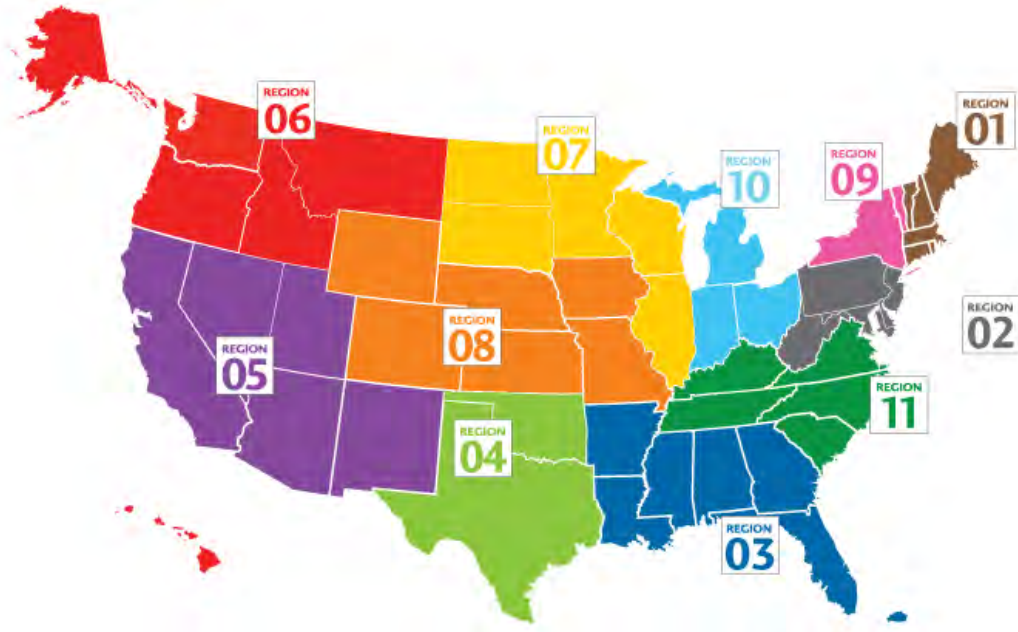 REGION
06
REGION
07
REGION
01
REGION
09
REGION
10
REGION
02
REGION
08
REGION
05
REGION
11
REGION
04
REGION
03